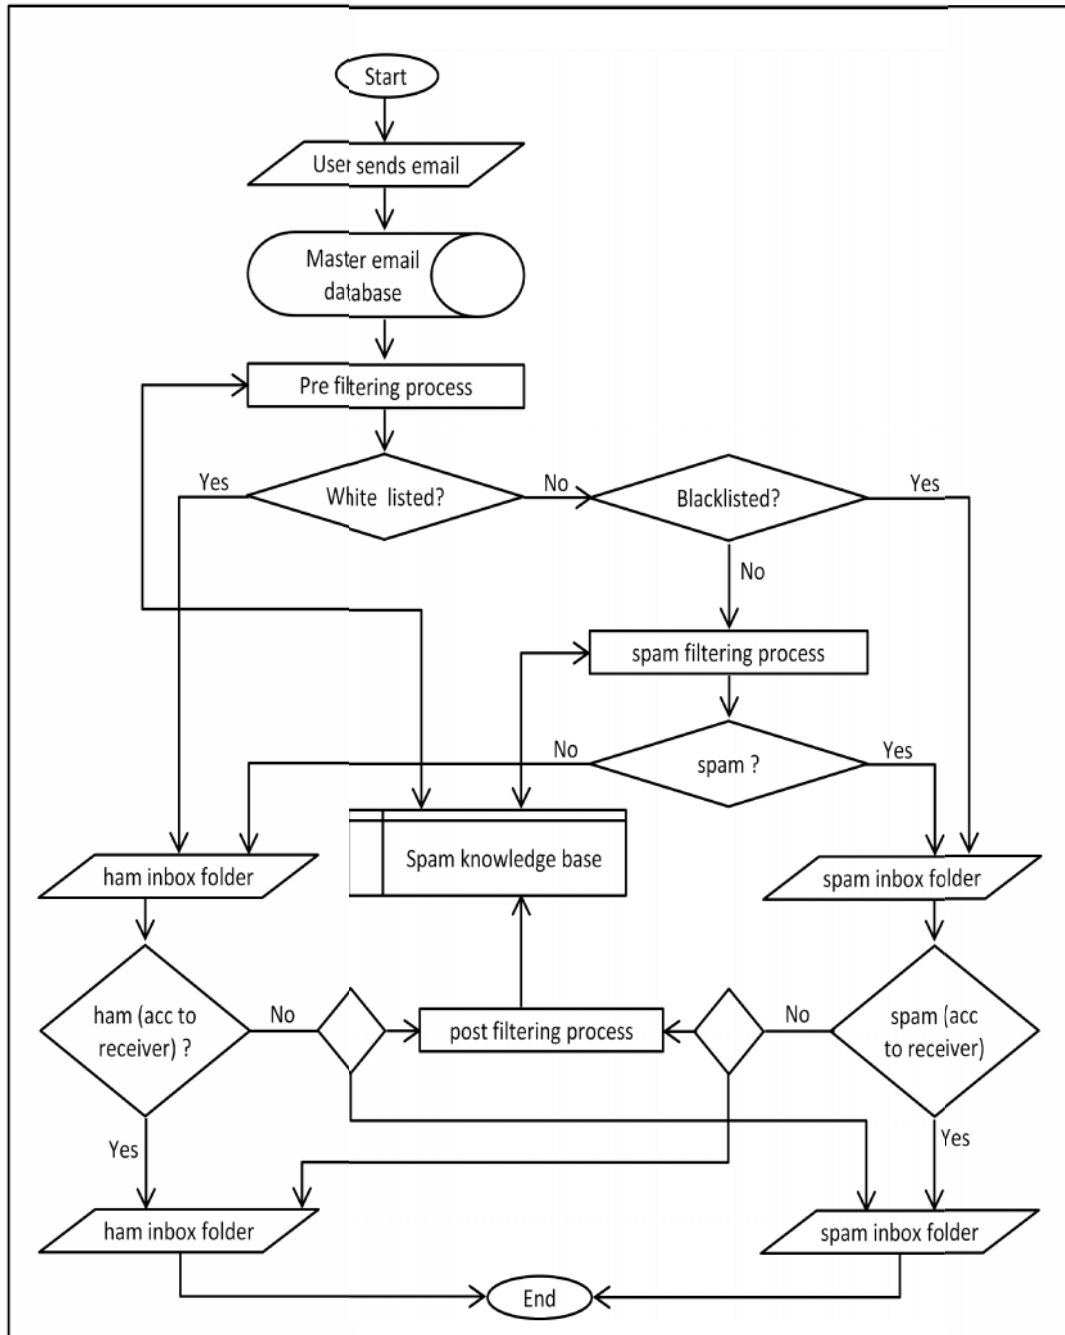 Start
User sends email
Master email
database
Pre filtering process
Yes
White listed?
No
Blacklisted?
Yes
No
spam filtering process
No
spam ?
Yes
Spam knowledge base
ham inbox folder
spam inbox folder
ham (acc to
receiver) ?
No
post filtering process
No
spam (acc
to receiver)
Yes
Yes
ham inbox folder
spam inbox folder
End